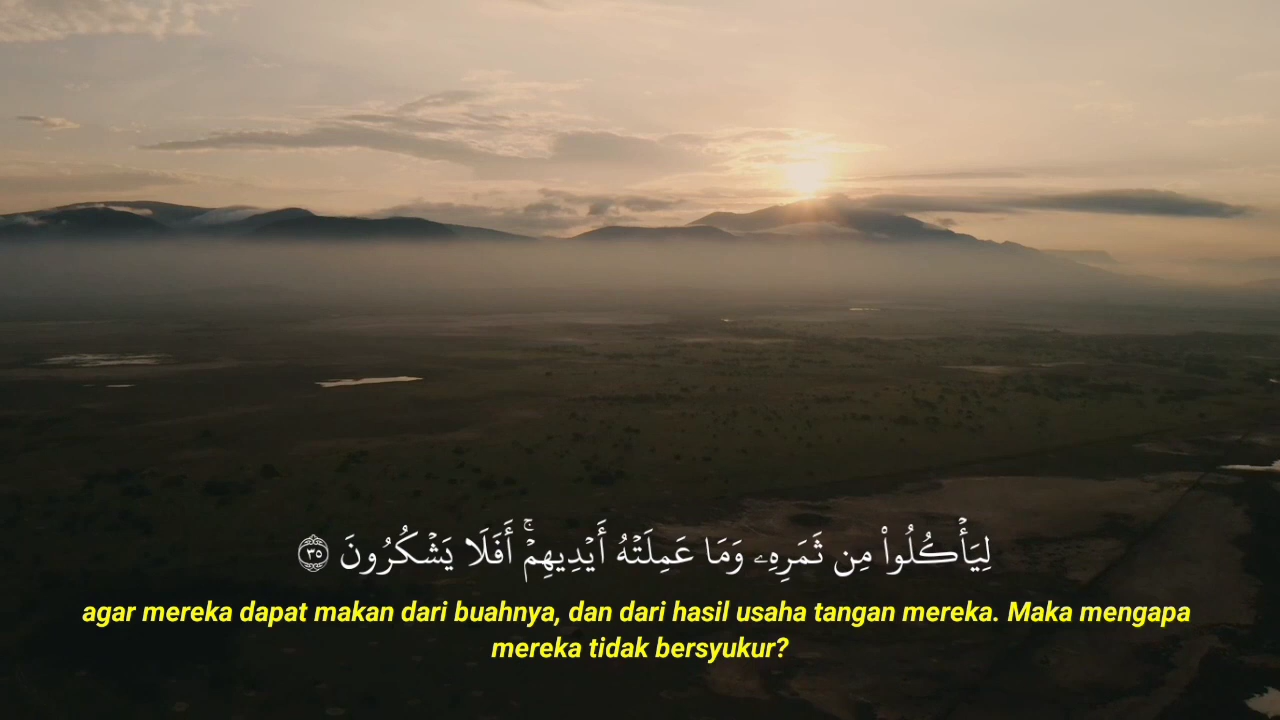 لِيَأْكُلُوا۟ مِن ثَمَرِهِۦ وَمَا عَمِلَتْهُ أَيْدِيهِمْ ۖ أَفَلَا يَشْكُرُونَ ٣٥
agar mereka dapat makan dari buahnya, dan dari hasil usaha tangan mereka. Maka mengapa
mereka tidak bersyukur?